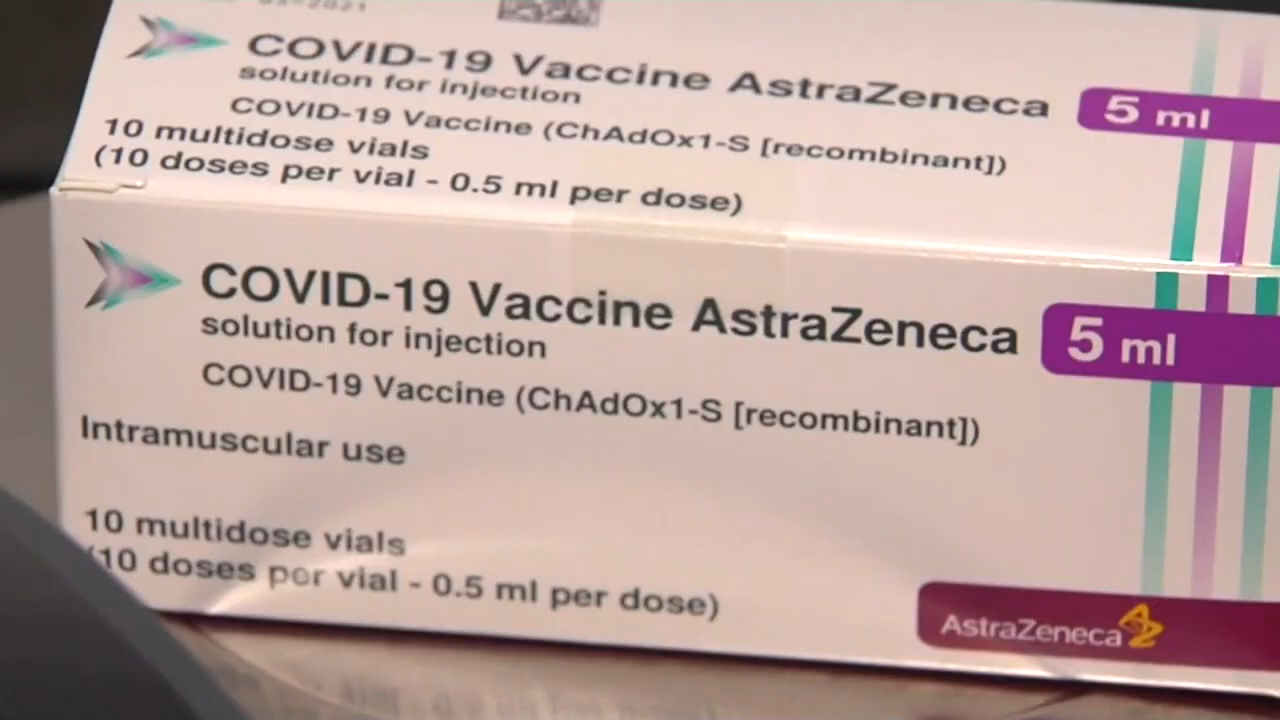 COVID-19 Vaccine AstraZeneca
solution for injection
5 ml
COVID-19 Vaccine (ChAdOx1-S [recombinant])
10 multidose vials
(10 doses per vial - 0.5 ml per dose)
COVID-19 Vaccine AstraZeneca
solution for injection
5 ml
COVID-19 Vaccine (ChAdOx1-S [recombinant])
Intramuscular use
10 multidose vials
(10 doses per vial - 0.5 ml per dose)
AstraZeneca